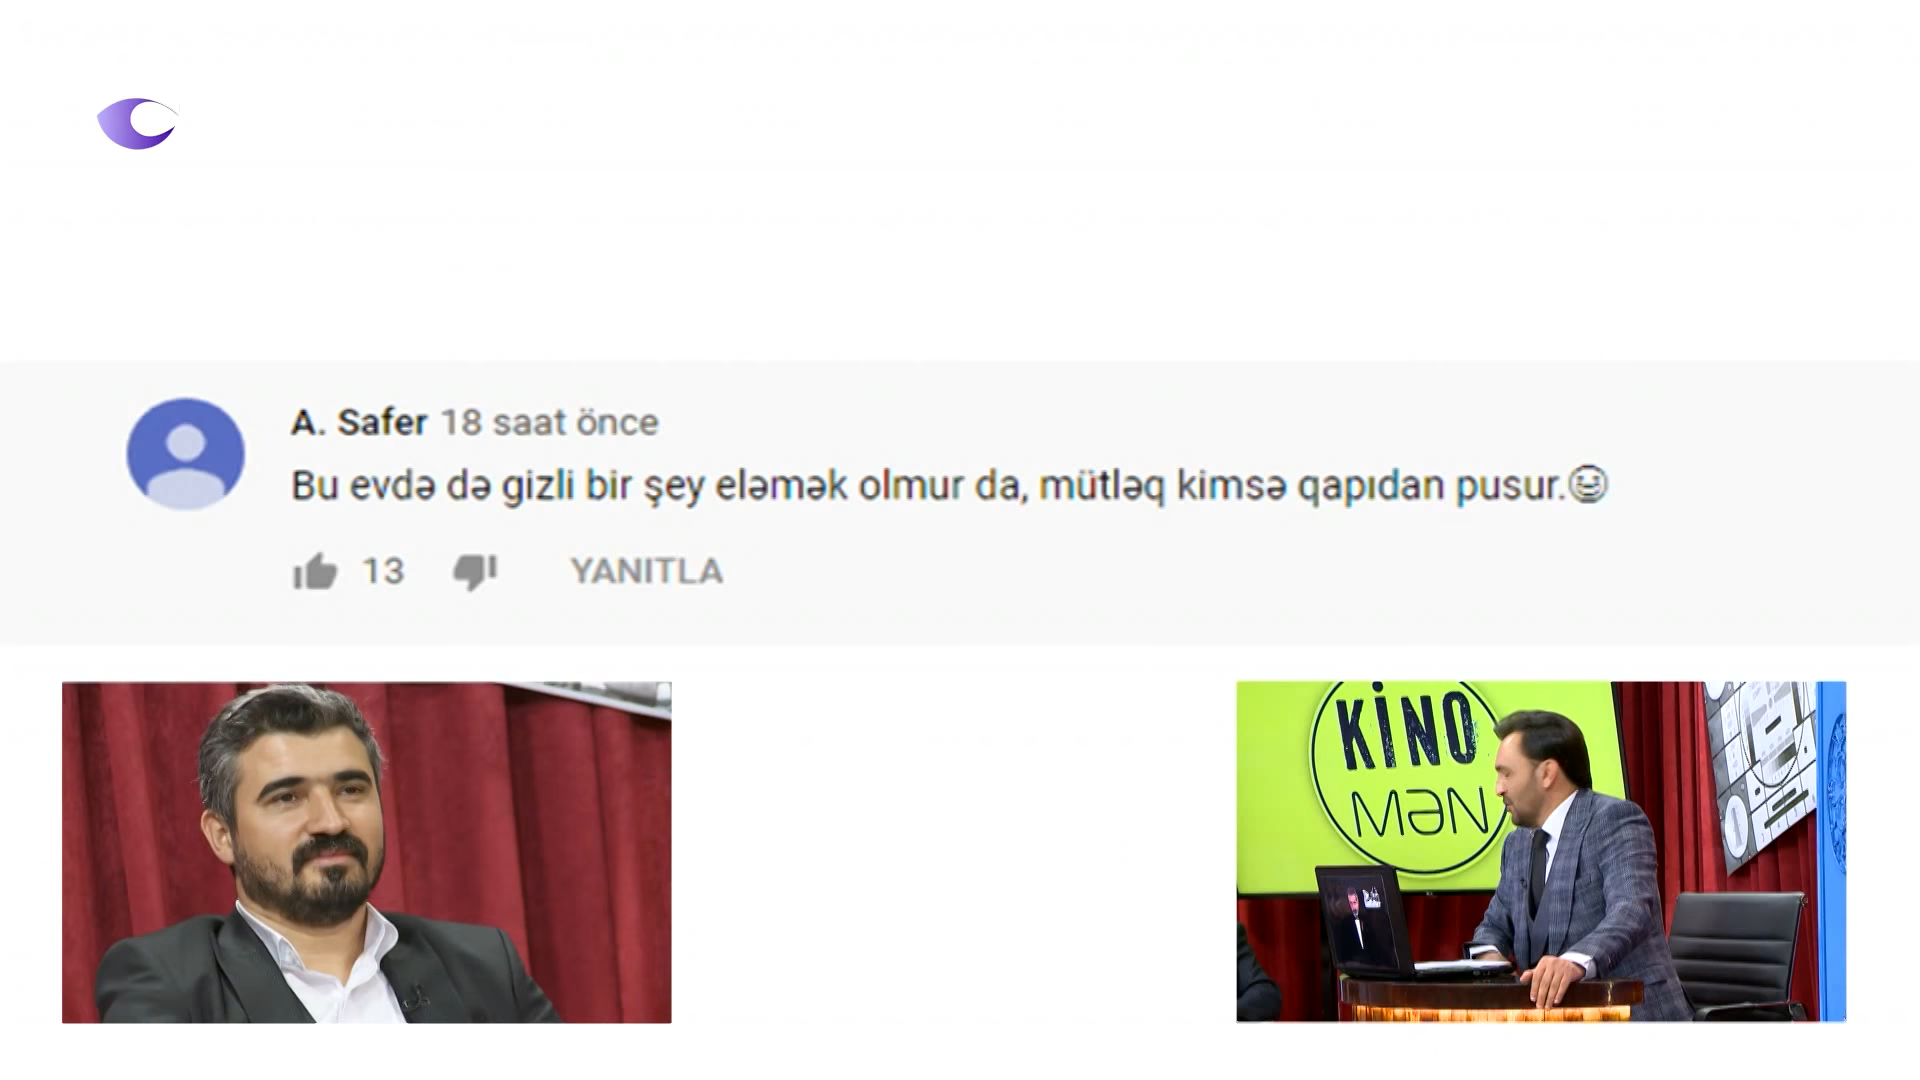 A. Safer 18 saat önce
Bu evdə də gizli bir şey eləmək olmur da, mütləq kimsə qapıdan pusur.😃
13 YANITLA
KİNO
MƏN